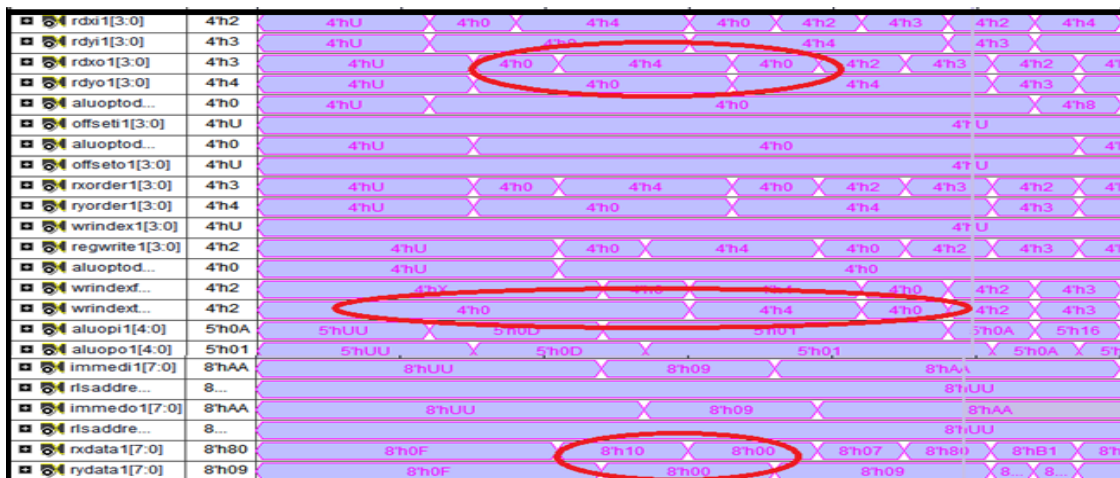 rdxi1[3:0] 4'h2 4'hU 4'h0 4'h4 4'h0 4'h2 4'h3 4'h2 4'h4
rdyi1[3:0] 4'h3 4'hU 4'h0 4'h4 4'h3
rdxo1[3:0] 4'h3 4'hU 4'h0 4'h4 4'h0 4'h2 4'h3 4'h2
rdyo1[3:0] 4'h4 4'hU 4'h0 4'h4 4'h3
aluoptod... 4'h0 4'hU 4'h0 4'h8
offseti1[3:0] 4'hU 4'hU
aluoptod... 4'h0 4'hU 4'h0
offseto1[3:0] 4'hU 4'hU
rxorder1[3:0] 4'h3 4'hU 4'h0 4'h4 4'h0 4'h2 4'h3 4'h2
ryorder1[3:0] 4'h4 4'hU 4'h0 4'h4 4'h3
wrindex1[3:0] 4'hU 4'hU
regwrite1[3:0] 4'h2 4'hU 4'h0 4'h4 4'h0 4'h2 4'h3
aluoptod... 4'h0 4'hU 4'h0
wrindexf... 4'h2 4'hX 4'h0 4'h4 4'h0 4'h2 4'h3
wrindext... 4'h2 4'h0 4'h4 4'h0 4'h2 4'h3
aluopi1[4:0] 5'h0A 5'hUU 5'h0D 5'h01 5'h0A 5'h16
aluopo1[4:0] 5'h01 5'hUU 5'h0D 5'h01 5'h0A
immedi1[7:0] 8'hAA 8'hUU 8'h09 8'hAA
rlsaddre... 8... 8'hUU
immedo1[7:0] 8'hAA 8'hUU 8'h09 8'hAA
rlsaddre... 8... 8'hUU
rxdata1[7:0] 8'h80 8'h0F 8'h10 8'h00 8'h07 8'h80 8'hB1
rydata1[7:0] 8'h09 8'h0F 8'h00 8'h09 8... 8...